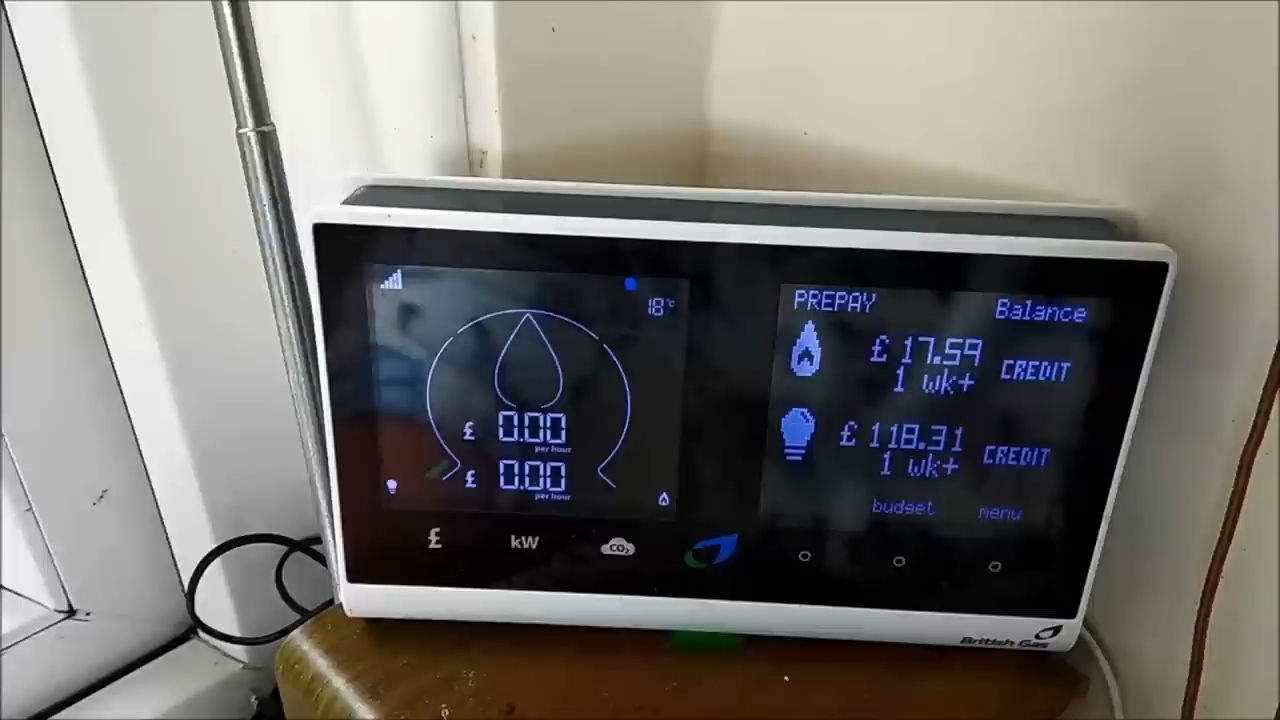 18°C
£ 0.00
per hour
£ 0.00
per hour
£ kW CO2
PREPAY Balance
£ 17.59 CREDIT
1 wk+
£ 118.31 CREDIT
1 wk+
budget menu
British Gas